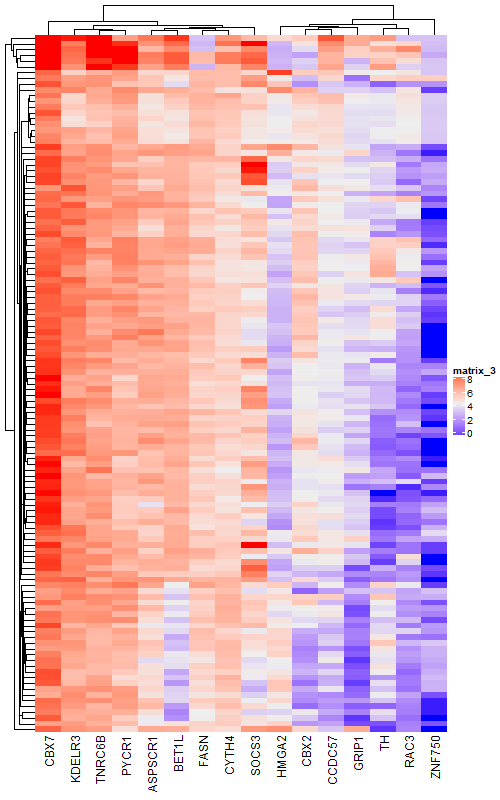 matrix_3
8
6
4
2
0
CBX7
KDELR3
TNRC6B
PYCR1
ASPSCR1
BET1L
FASN
CYTH4
SOCS3
HMGA2
CBX2
CCDC57
GRIP1
TH
RAC3
ZNF750